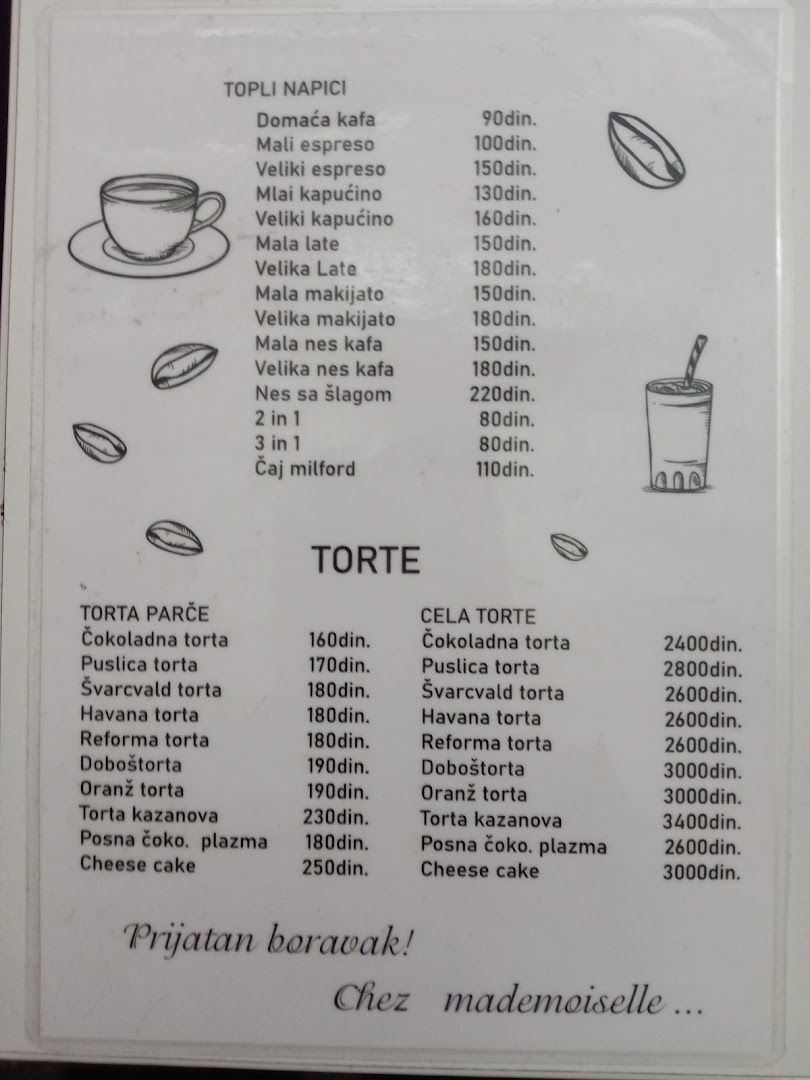 TOPLI NAPICI
Domaća kafa 90din.
Mali espreso 100din.
Veliki espreso 150din.
Mlai kapućino 130din.
Veliki kapućino 160din.
Mala late 150din.
Velika Late 180din.
Mala makijato 150din.
Velika makijato 180din.
Mala nes kafa 150din.
Velika nes kafa 180din.
Nes sa šlagom 220din.
2 in 1 80din.
3 in 1 80din.
Čaj milford 110din.
TORTE
TORTA PARČE
Čokoladna torta 160din.
Puslica torta 170din.
Švarcvald torta 180din.
Havana torta 180din.
Reforma torta 180din.
Doboštorta 190din.
Oranž torta 190din.
Torta kazanova 230din.
Posna čoko. plazma 180din.
Cheese cake 250din.
CELA TORTE
Čokoladna torta 2400din.
Puslica torta 2800din.
Švarcvald torta 2600din.
Havana torta 2600din.
Reforma torta 2600din.
Doboštorta 3000din.
Oranž torta 3000din.
Torta kazanova 3400din.
Posna čoko. plazma 2600din.
Cheese cake 3000din.
Prijatan boravak!
Chez mademoiselle ...